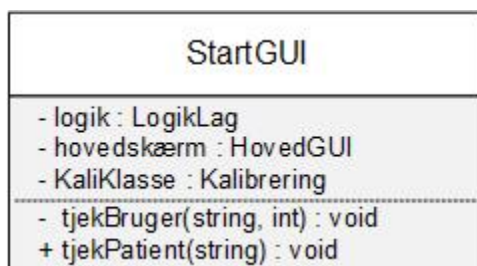 StartGUI
- logik : LogikLag
- hovedskærm : HovedGUI
- KaliKlasse : Kalibrering
- tjekBruger(string, int) : void
+ tjekPatient(string) : void